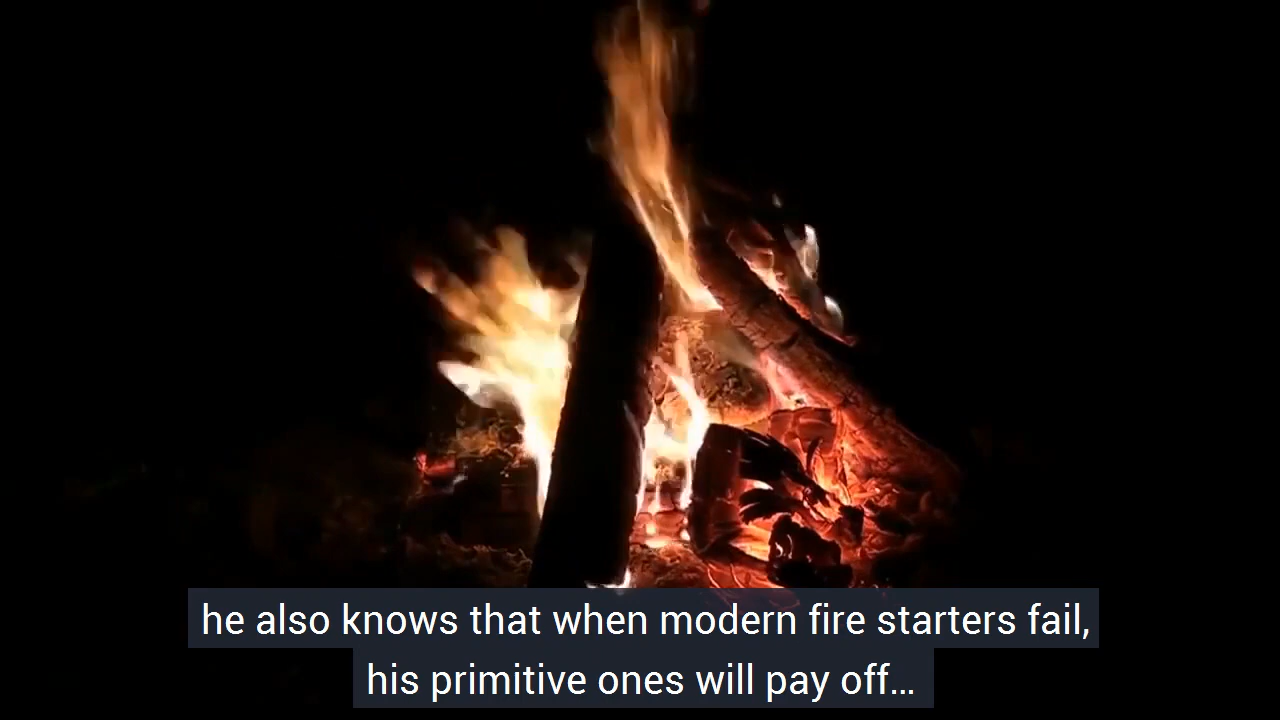 he also knows that when modern fire starters fail,
his primitive ones will pay off...